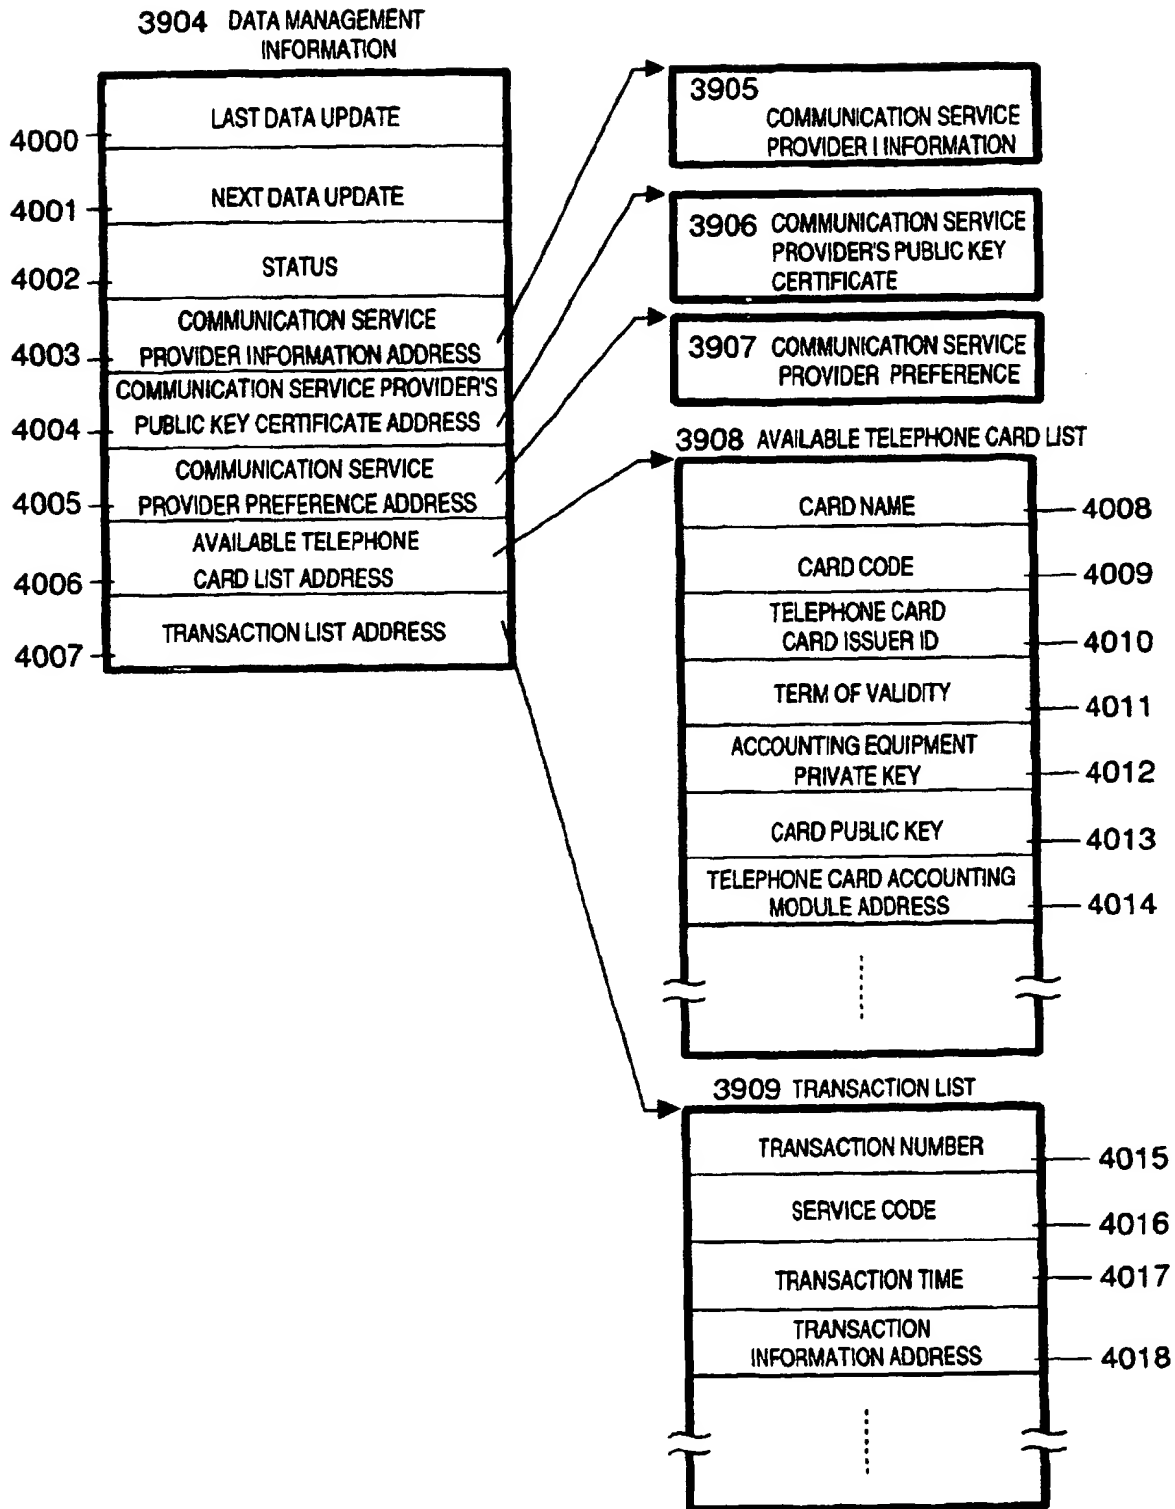 3904 DATA MANAGEMENT
INFORMATION
LAST DATA UPDATE
4000
NEXT DATA UPDATE
4001
STATUS
4002
COMMUNICATION SERVICE
PROVIDER INFORMATION ADDRESS
4003
COMMUNICATION SERVICE PROVIDER'S
PUBLIC KEY CERTIFICATE ADDRESS
4004
COMMUNICATION SERVICE
PROVIDER PREFERENCE ADDRESS
4005
AVAILABLE TELEPHONE
CARD LIST ADDRESS
4006
TRANSACTION LIST ADDRESS
4007
3905
COMMUNICATION SERVICE
PROVIDER I INFORMATION
3906 COMMUNICATION SERVICE
PROVIDER'S PUBLIC KEY
CERTIFICATE
3907 COMMUNICATION SERVICE
PROVIDER PREFERENCE
3908 AVAILABLE TELEPHONE CARD LIST
CARD NAME
4008
CARD CODE
4009
TELEPHONE CARD
CARD ISSUER ID
4010
TERM OF VALIDITY
4011
ACCOUNTING EQUIPMENT
PRIVATE KEY
4012
CARD PUBLIC KEY
4013
TELEPHONE CARD ACCOUNTING
MODULE ADDRESS
4014
3909 TRANSACTION LIST
TRANSACTION NUMBER
4015
SERVICE CODE
4016
TRANSACTION TIME
4017
TRANSACTION
INFORMATION ADDRESS
4018